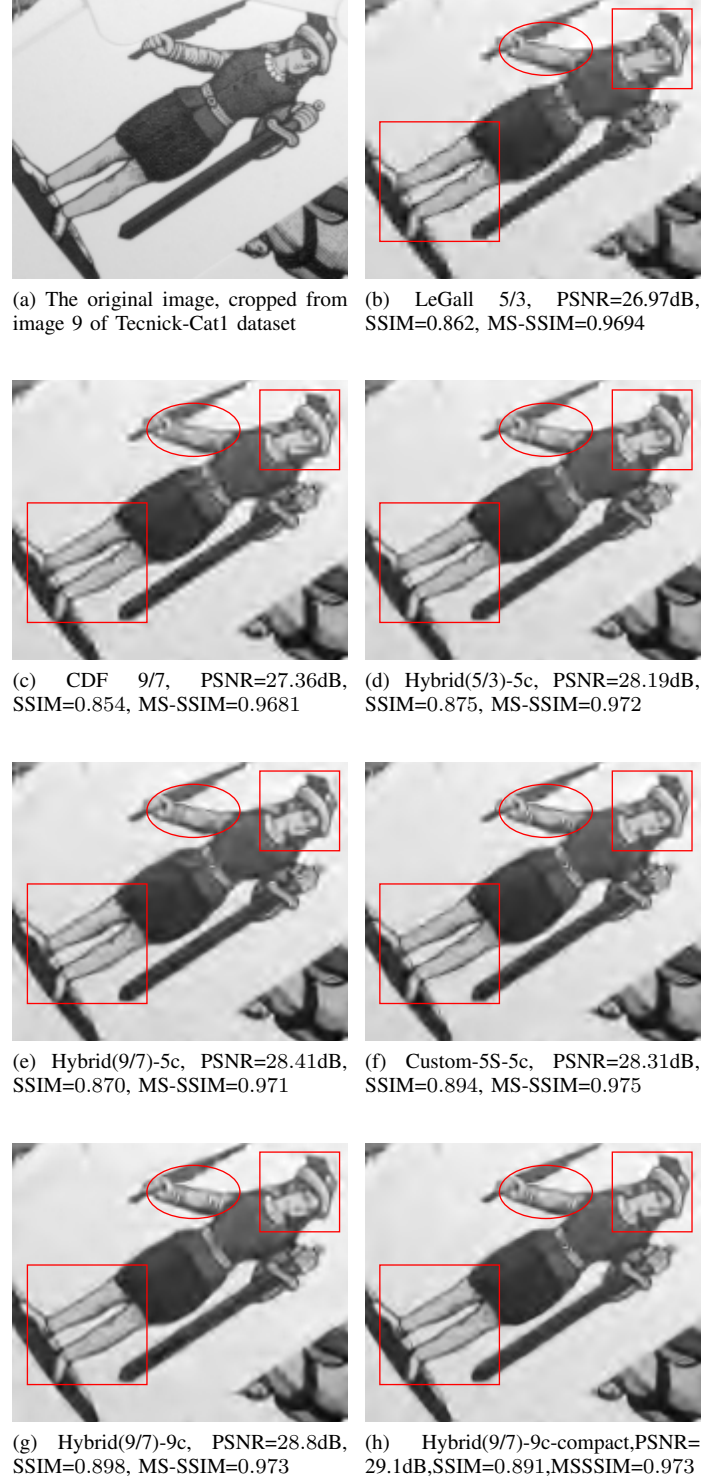 (a) The original image, cropped from
image 9 of Tecnick-Cat1 dataset
(b) LeGall 5/3, PSNR=26.97dB,
SSIM=0.862, MS-SSIM=0.9694
(c) CDF 9/7, PSNR=27.36dB,
SSIM=0.854, MS-SSIM=0.9681
(d) Hybrid(5/3)-5c, PSNR=28.19dB,
SSIM=0.875, MS-SSIM=0.972
(e) Hybrid(9/7)-5c, PSNR=28.41dB,
SSIM=0.870, MS-SSIM=0.971
(f) Custom-5S-5c, PSNR=28.31dB,
SSIM=0.894, MS-SSIM=0.975
(g) Hybrid(9/7)-9c, PSNR=28.8dB,
SSIM=0.898, MS-SSIM=0.973
(h) Hybrid(9/7)-9c-compact,PSNR=
29.1dB,SSIM=0.891,MSSSIM=0.973